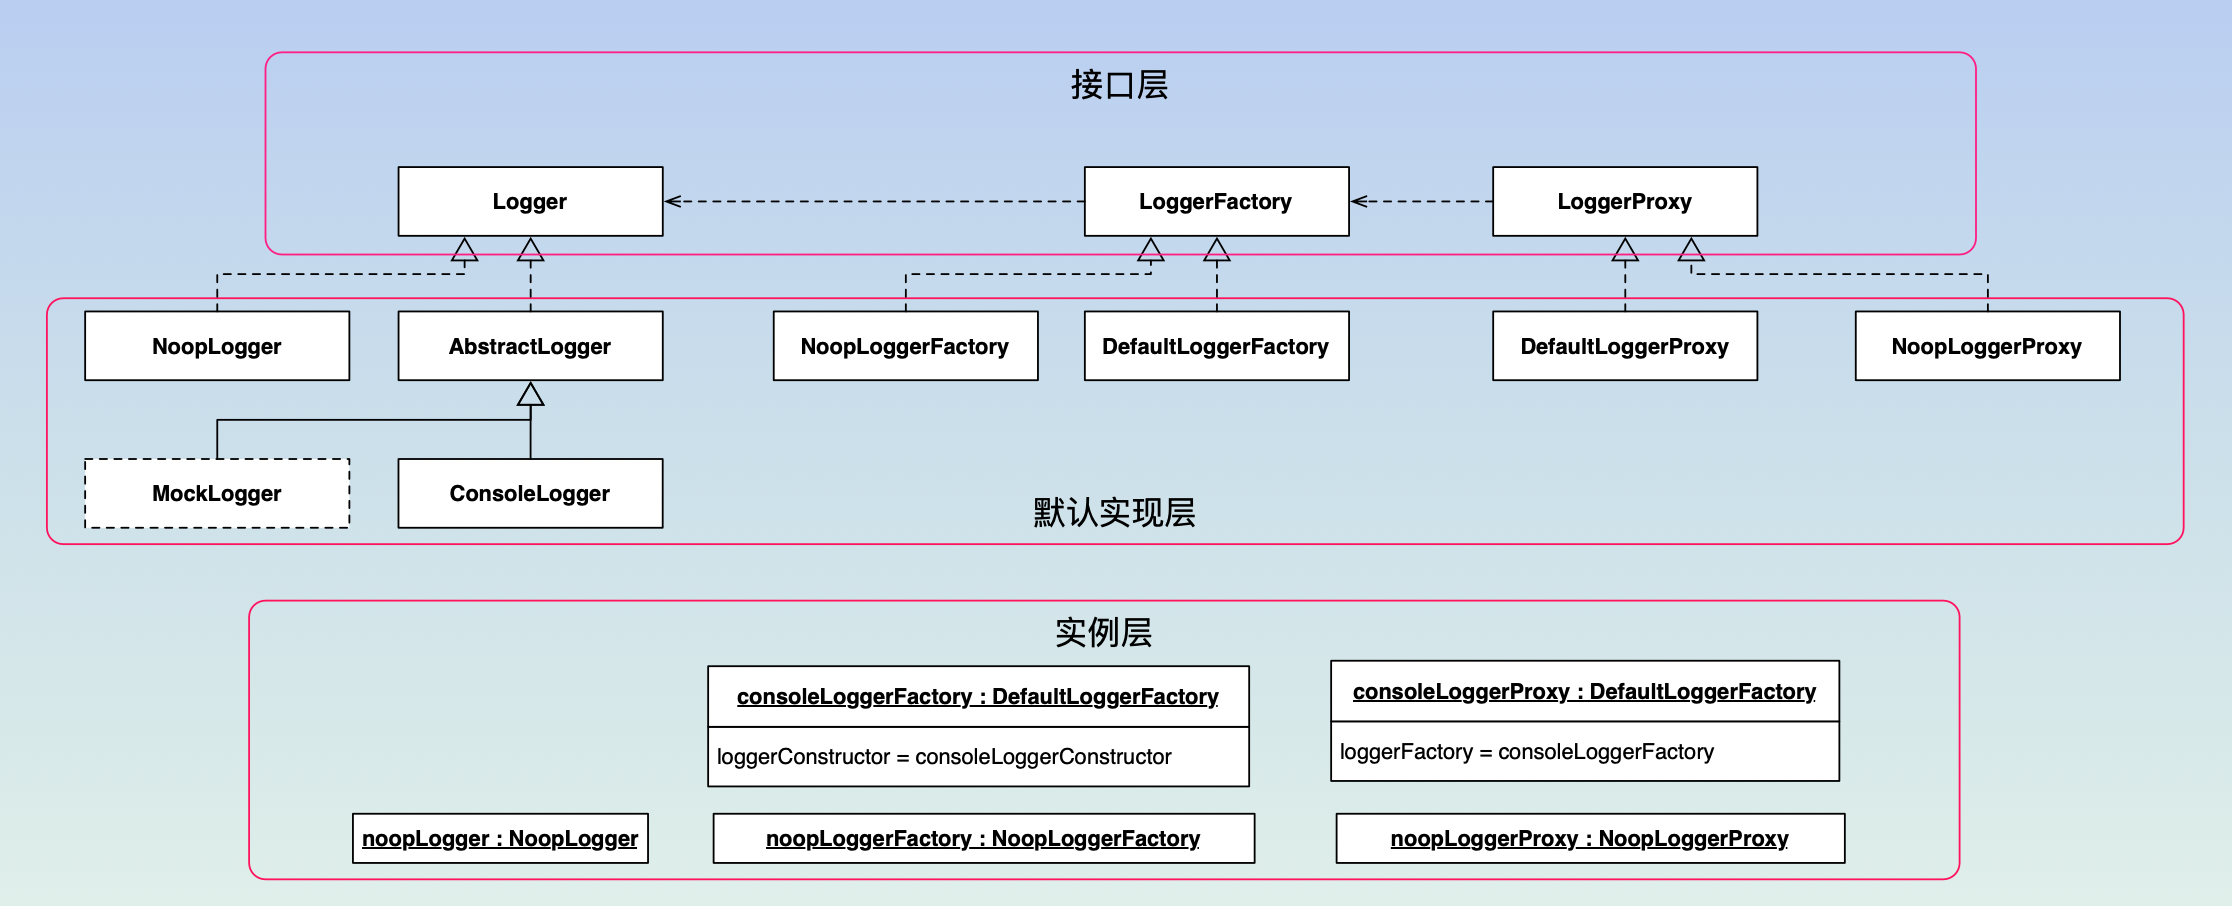 接口层
Logger
LoggerFactory
LoggerProxy
NoopLogger
AbstractLogger
NoopLoggerFactory
DefaultLoggerFactory
DefaultLoggerProxy
NoopLoggerProxy
MockLogger
ConsoleLogger
默认实现层
实例层
consoleLoggerFactory : DefaultLoggerFactory
loggerConstructor = consoleLoggerConstructor
consoleLoggerProxy : DefaultLoggerFactory
loggerFactory = consoleLoggerFactory
noopLogger : NoopLogger
noopLoggerFactory : NoopLoggerFactory
noopLoggerProxy : NoopLoggerProxy